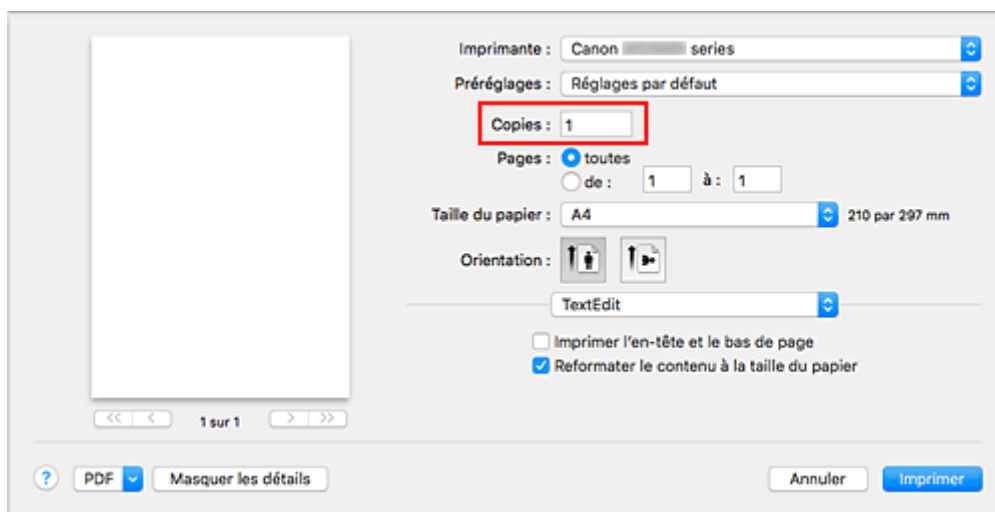 Imprimante : Canon series
Préréglages : Réglages par défaut
Copies : 1
Pages : toutes
de : 1 à : 1
Taille du papier : A4 210 par 297 mm
Orientation :
TextEdit
Imprimer l'en-tête et le bas de page
Reformater le contenu à la taille du papier
1 sur 1
? PDF Masquer les détails Annuler Imprimer